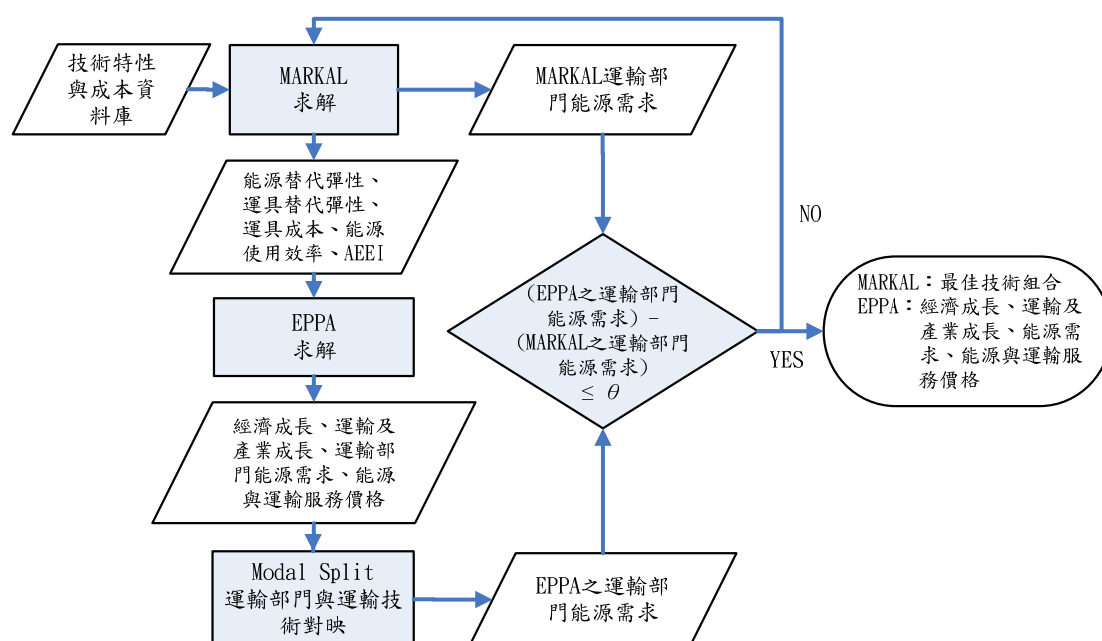 技術特性
與成本資
料庫
MARKAL
求解
MARKAL運輸部
門能源需求
能源替代彈性、
運具替代彈性、
運具成本、能源
使用效率、AEEI
EPPA
求解
經濟成長、運輸及
產業成長、運輸部
門能源需求、能源
與運輸服務價格
Modal Split
運輸部門與運輸技
術對映
EPPA之運輸部
門能源需求
(EPPA之運輸部門
能源需求)－
(MARKAL之運輸部門
能源需求)
≤ θ
NO
YES
MARKAL：最佳技術組合
EPPA：經濟成長、運輸及
產業成長、能源需
求、能源與運輸服
務價格